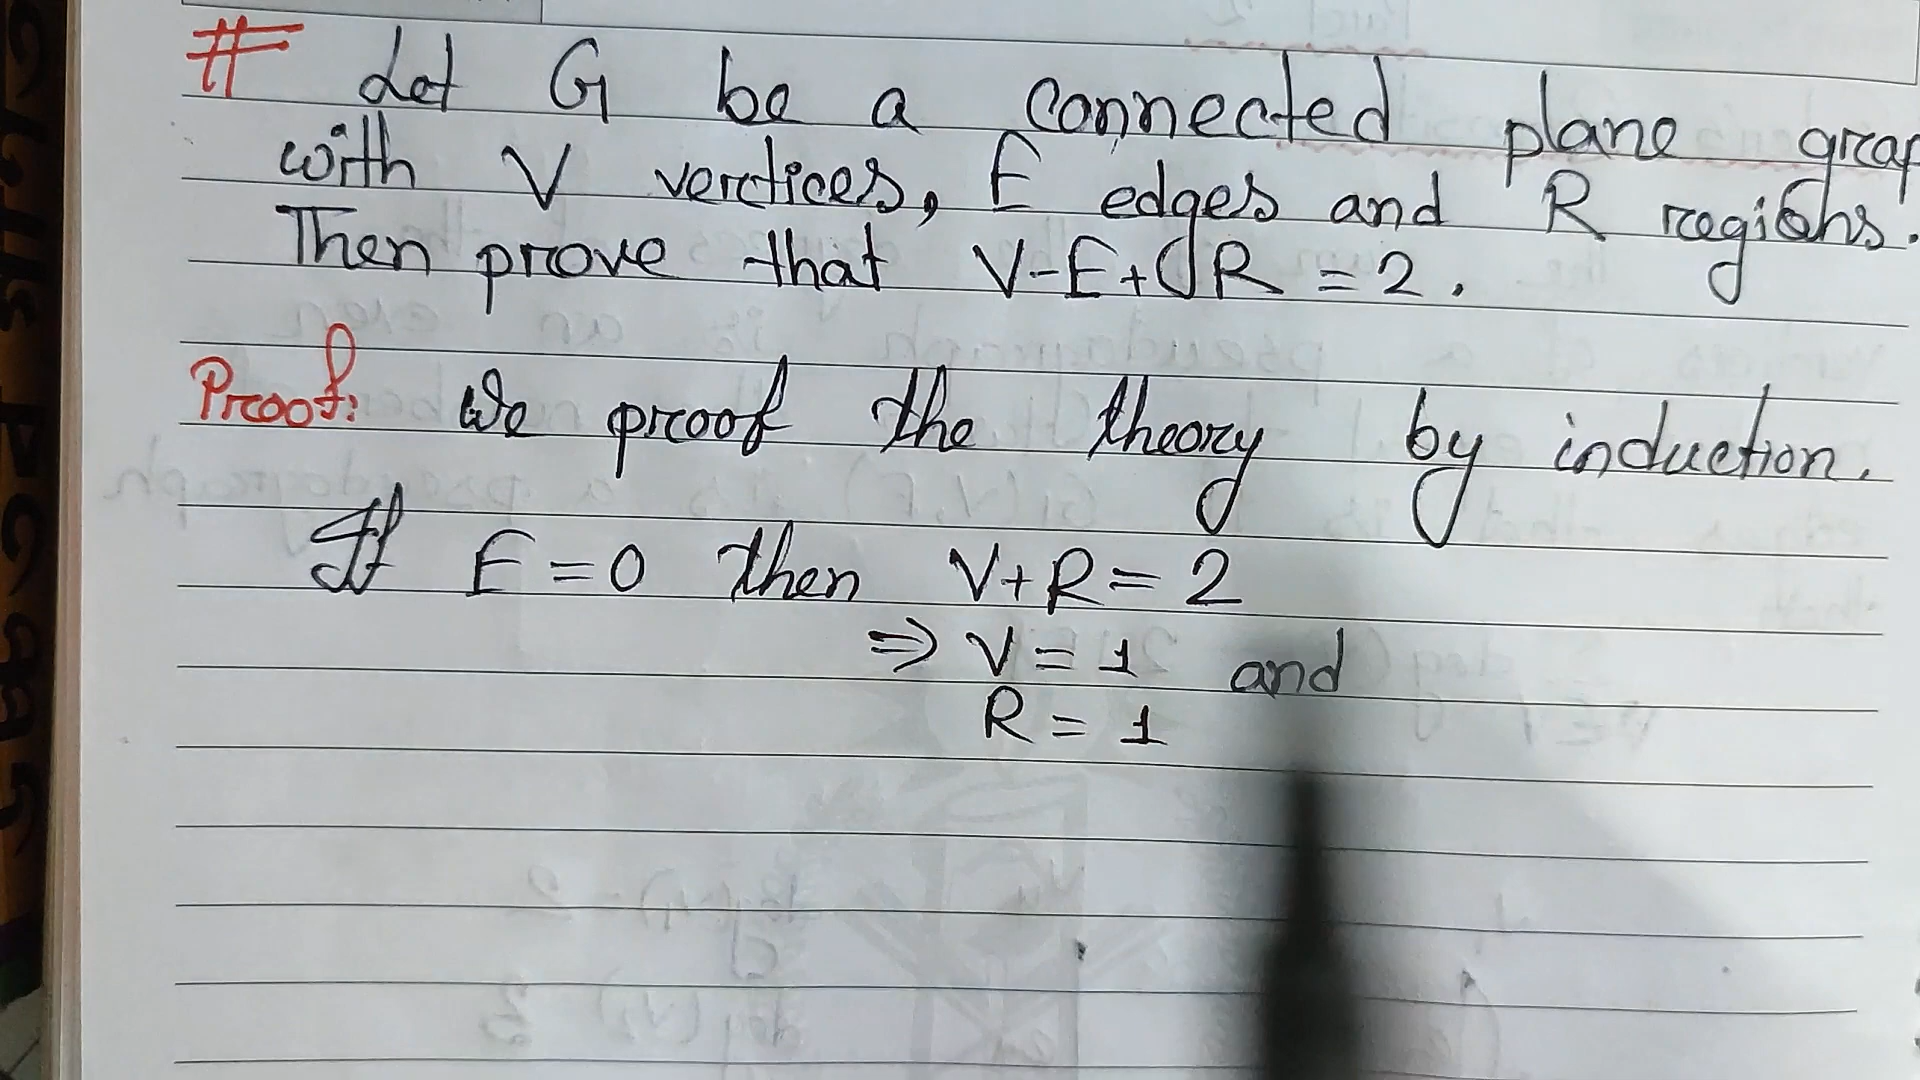 # Let G be a connected plane grap
with V vertices, E edges and R regions.
Then prove that V-E+R = 2.
Proof: We proof the theory by induction.
If E = 0 then V+R = 2
⇒ V = 1 and
R = 1